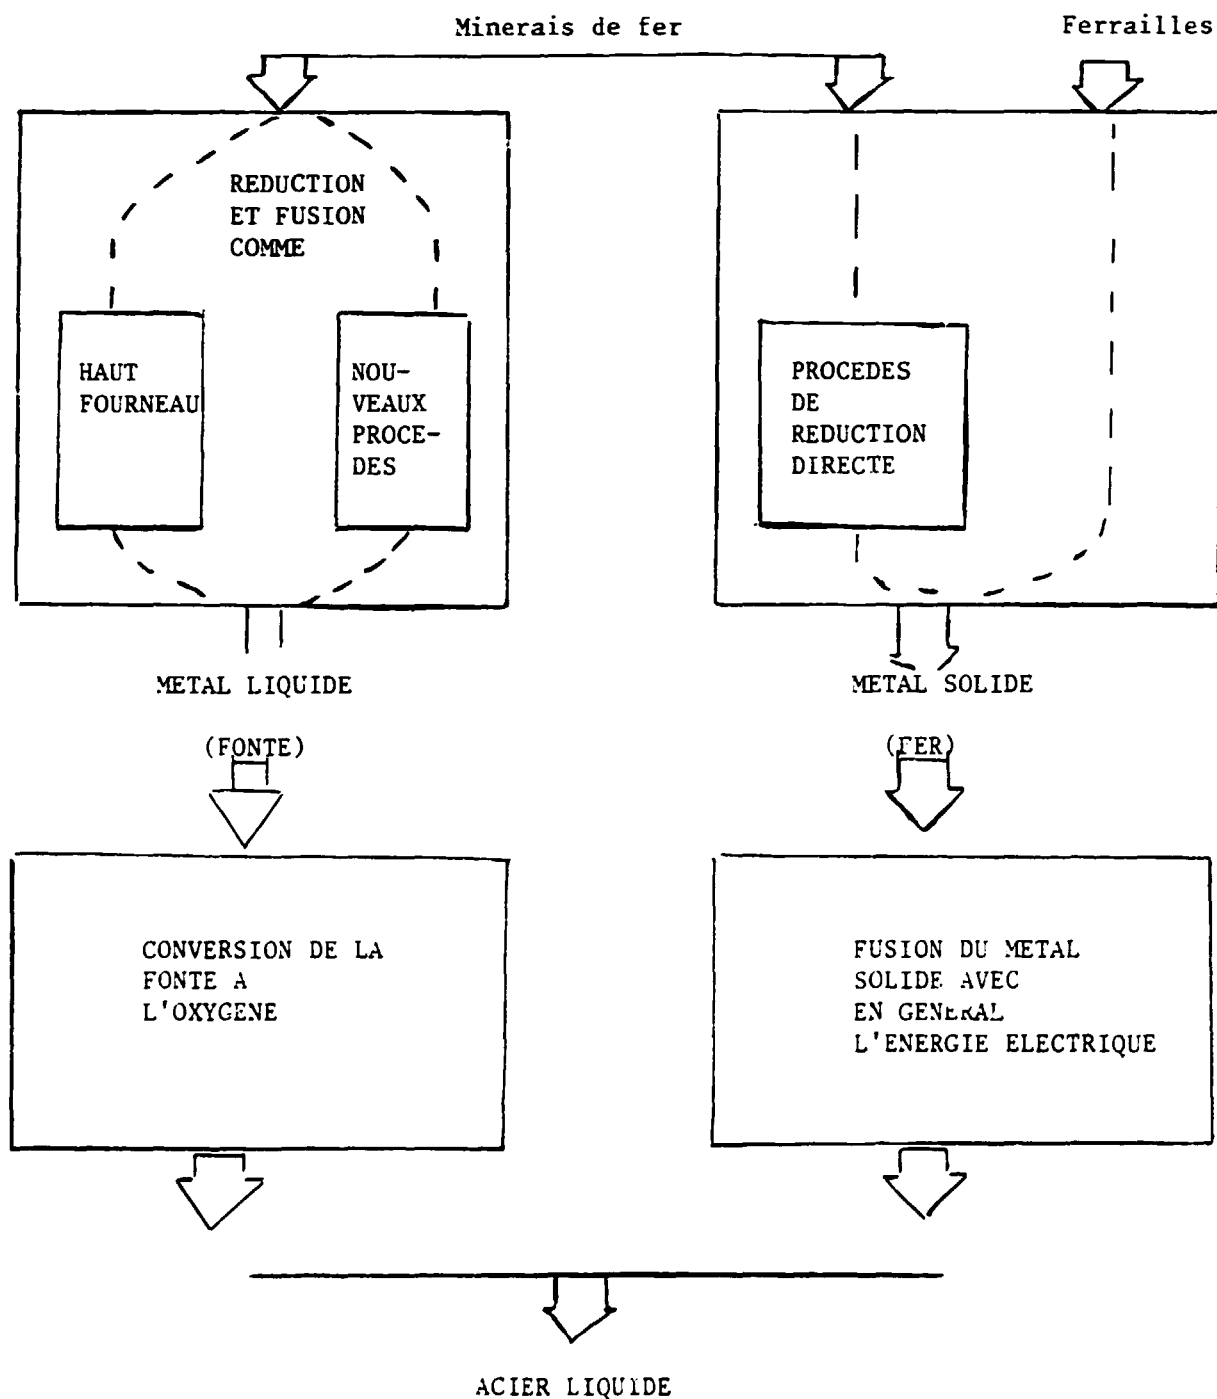 Minerais de fer
Ferrailles
REDUCTION
ET FUSION
COMME
HAUT
FOURNEAU
NOU-
VEAUX
PROCE-
DES
PROCEDES
DE
REDUCTION
DIRECTE
METAL LIQUIDE
(FONTE)
METAL SOLIDE
(FER)
CONVERSION DE LA
FONTE A
L'OXYGENE
FUSION DU METAL
SOLIDE AVEC
EN GENERAL
L'ENERGIE ELECTRIQUE
ACIER LIQUIDE